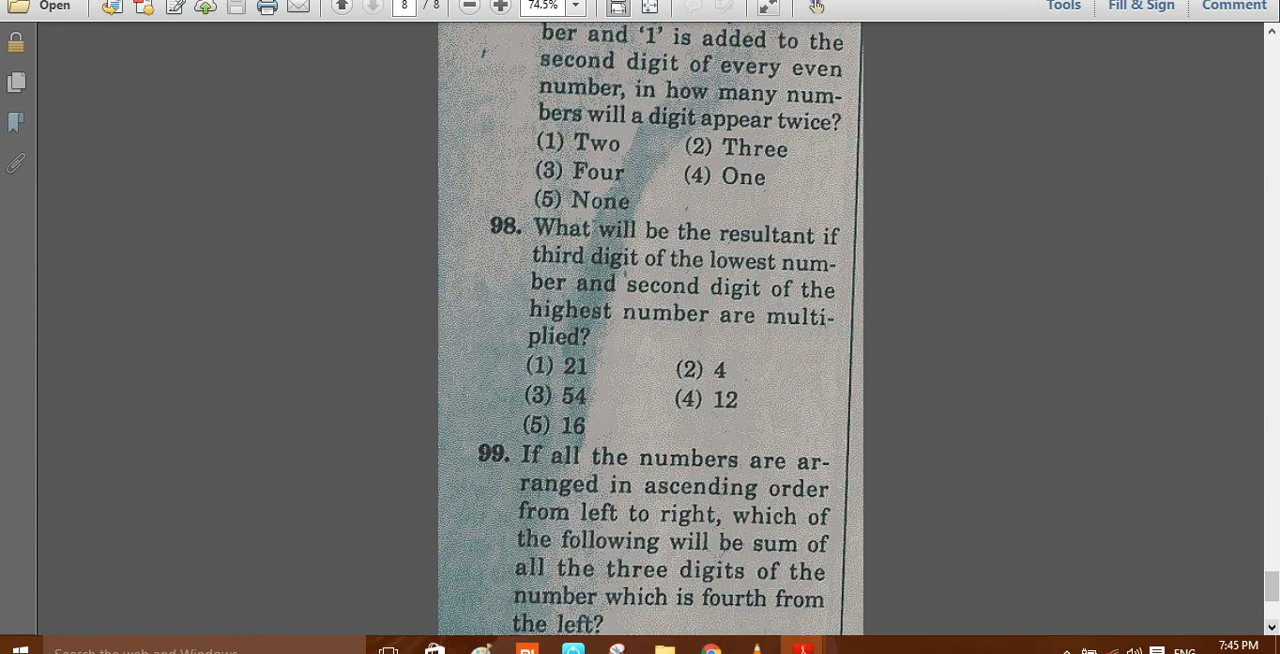 Open
8 / 8
74.5%
Tools
Fill & Sign
Comment
ber and ‘1’ is added to the
second digit of every even
number, in how many num-
bers will a digit appear twice?
(1) Two (2) Three
(3) Four (4) One
(5) None
98. What will be the resultant if
third digit of the lowest num-
ber and second digit of the
highest number are multi-
plied?
(1) 21 (2) 4
(3) 54 (4) 12
(5) 16
99. If all the numbers are ar-
ranged in ascending order
from left to right, which of
the following will be sum of
all the three digits of the
number which is fourth from
the left?
Search the web and Windows
ENG
7:45 PM